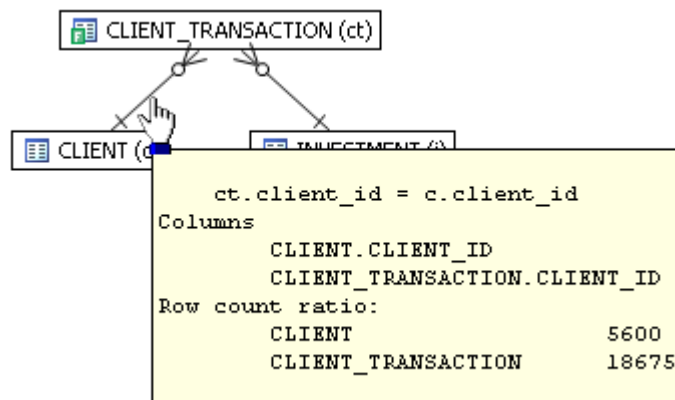 CLIENT_TRANSACTION (ct)
CLIENT
ct.client_id = c.client_id
Columns
CLIENT.CLIENT_ID
CLIENT_TRANSACTION.CLIENT_ID
Row count ratio:
CLIENT 5600
CLIENT_TRANSACTION 18675